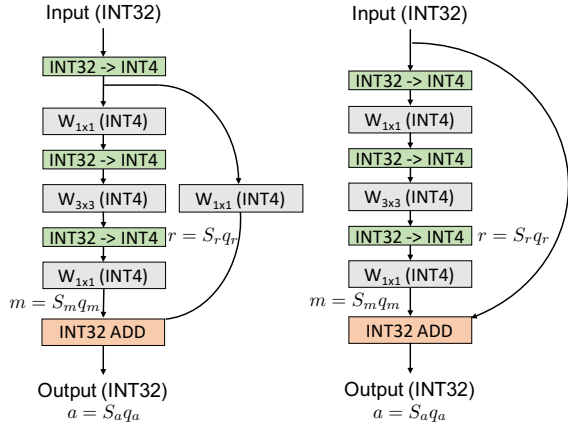 Input (INT32)
INT32 -> INT4
W1x1 (INT4)
INT32 -> INT4
W3x3 (INT4)
W1x1 (INT4)
INT32 -> INT4
r = Srqr
W1x1 (INT4)
m = Smqm
INT32 ADD
Output (INT32)
a = Saqa
Input (INT32)
INT32 -> INT4
W1x1 (INT4)
INT32 -> INT4
W3x3 (INT4)
INT32 -> INT4
r = Srqr
W1x1 (INT4)
m = Smqm
INT32 ADD
Output (INT32)
a = Saqa